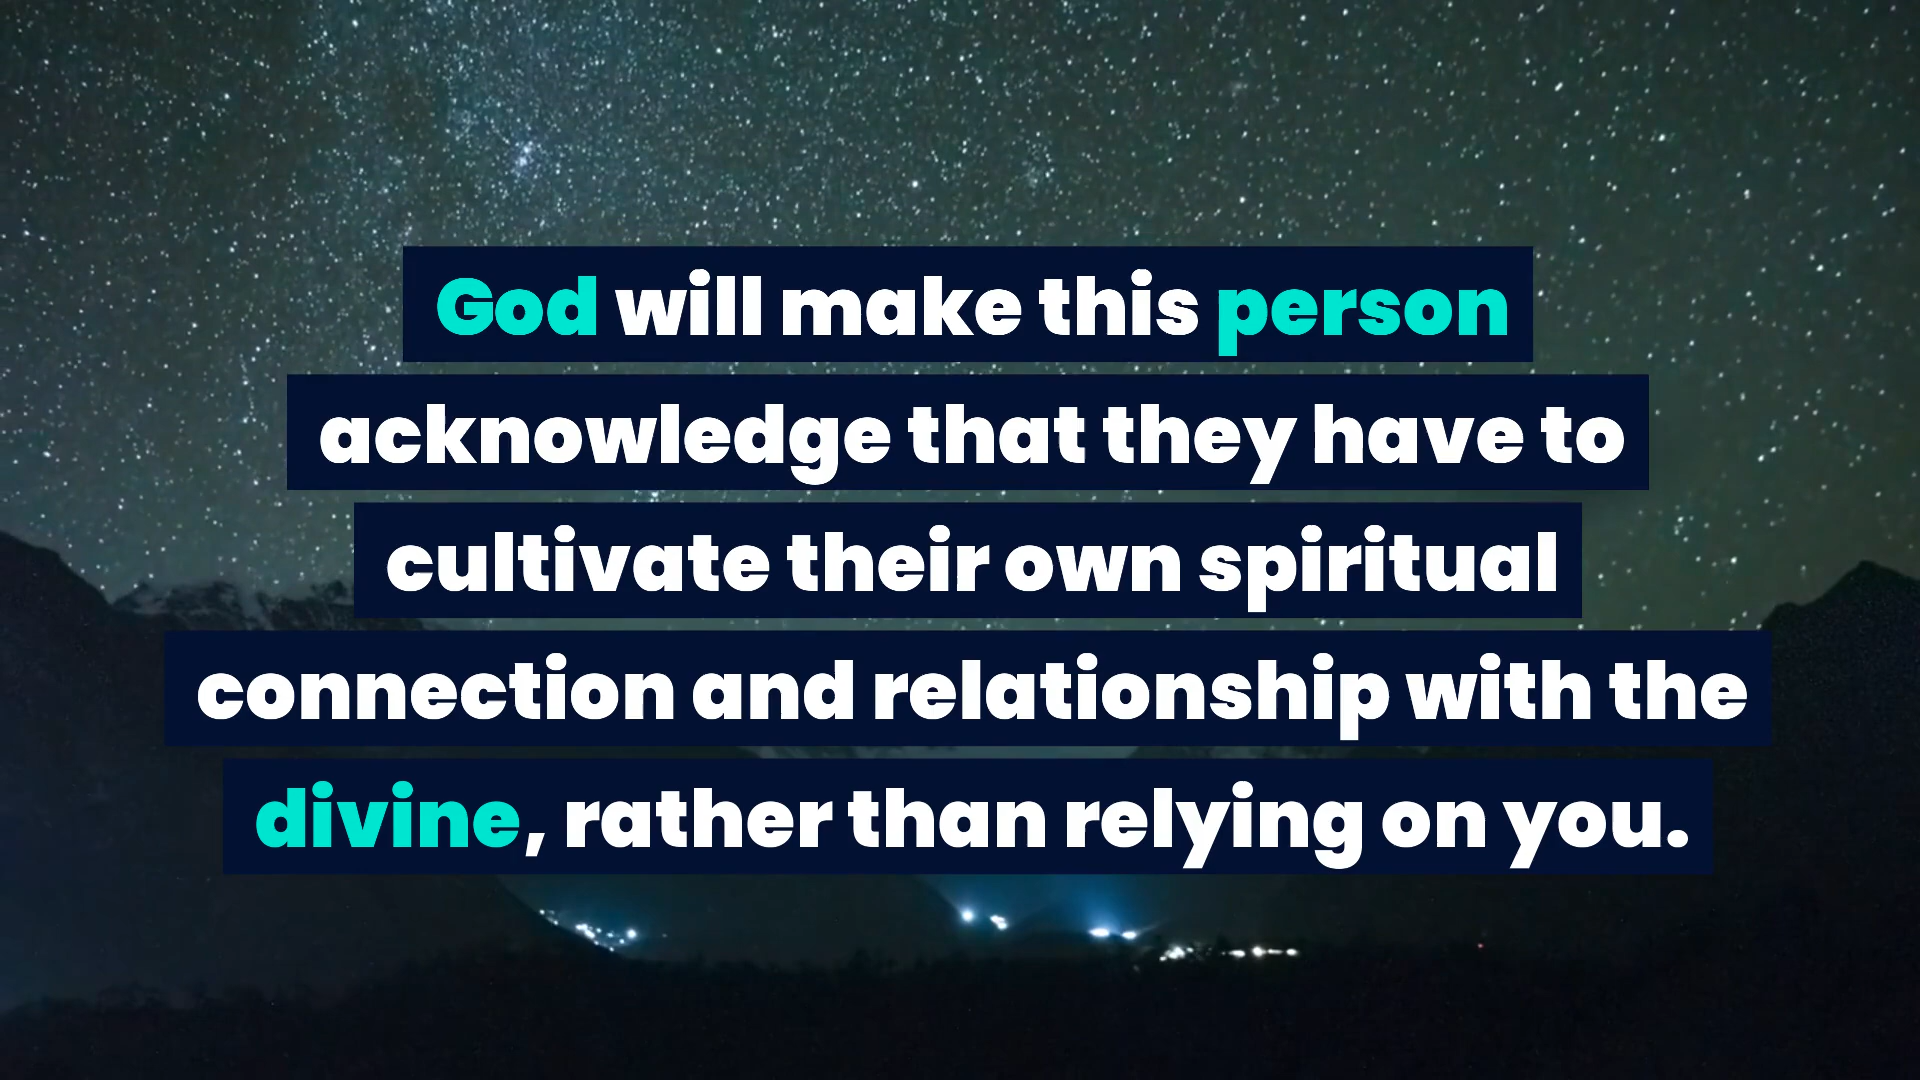 God will make this person
acknowledge that they have to
cultivate their own spiritual
connection and relationship with the
divine, rather than relying on you.